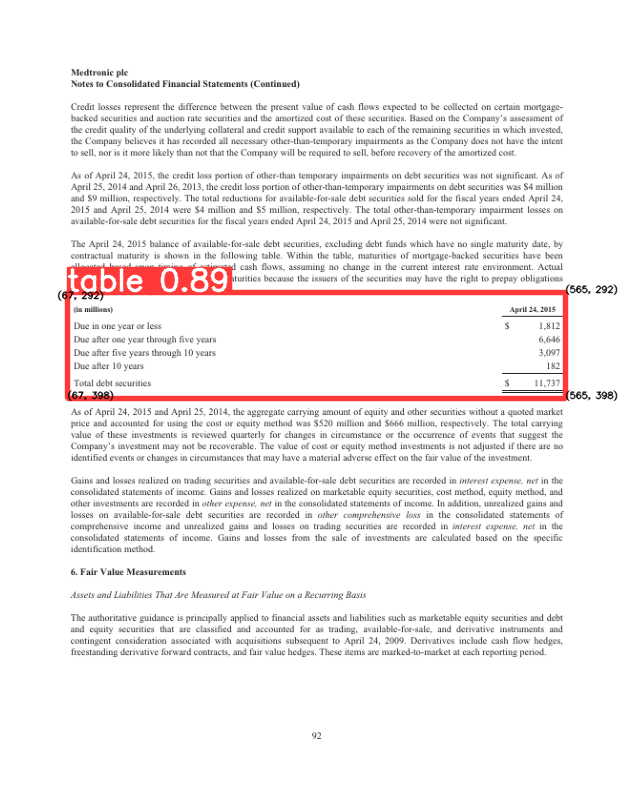 Medtronic plc
Notes to Consolidated Financial Statements (Continued)
Credit losses represent the difference between the present value of cash flows expected to be collected on certain mortgage-
backed securities and auction rate securities and the amortized cost of these securities. Based on the Company's assessment of
the credit quality of the underlying collateral and credit support available to each of the remaining securities in which invested,
the Company believes it has recorded all necessary other-than-temporary impairments as the Company does not have the intent
to sell, nor is it more likely than not that the Company will be required to sell, before recovery of the amortized cost.
As of April 24, 2015, the credit loss portion of other-than temporary impairments on debt securities was not significant. As of
April 25, 2014 and April 26, 2013, the credit loss portion of other-than-temporary impairments on debt securities was $4 million
and $9 million, respectively. The total reductions for available-for-sale debt securities sold for the fiscal years ended April 24,
2015 and April 25, 2014 were $4 million and $5 million, respectively. The total other-than-temporary impairment losses on
available-for-sale debt securities for the fiscal years ended April 24, 2015 and April 25, 2014 were not significant.
The April 24, 2015 balance of available-for-sale debt securities, excluding debt funds which have no single maturity date, by
contractual maturity is shown in the following table. Within the table, maturities of mortgage-backed securities have been
allocated based upon timing of estimated cash flows, assuming no change in the current interest rate environment. Actual
table 0.89 maturities because the issuers of the securities may have the right to prepay obligations
(67, 292) (565, 292)
(in millions) April 24, 2015
Due in one year or less $ 1,812
Due after one year through five years 6,646
Due after five years through 10 years 3,097
Due after 10 years 182
Total debt securities $ 11,737
(67, 398) (565, 398)
As of April 24, 2015 and April 25, 2014, the aggregate carrying amount of equity and other securities without a quoted market
price and accounted for using the cost or equity method was $520 million and $666 million, respectively. The total carrying
value of these investments is reviewed quarterly for changes in circumstance or the occurrence of events that suggest the
Company's investment may not be recoverable. The value of cost or equity method investments is not adjusted if there are no
identified events or changes in circumstances that may have a material adverse effect on the fair value of the investment.
Gains and losses realized on trading securities and available-for-sale debt securities are recorded in interest expense, net in the
consolidated statements of income. Gains and losses realized on marketable equity securities, cost method, equity method, and
other investments are recorded in other expense, net in the consolidated statements of income. In addition, unrealized gains and
losses on available-for-sale debt securities are recorded in other comprehensive loss in the consolidated statements of
comprehensive income and unrealized gains and losses on trading securities are recorded in interest expense, net in the
consolidated statements of income. Gains and losses from the sale of investments are calculated based on the specific
identification method.
6. Fair Value Measurements
Assets and Liabilities That Are Measured at Fair Value on a Recurring Basis
The authoritative guidance is principally applied to financial assets and liabilities such as marketable equity securities and debt
and equity securities that are classified and accounted for as trading, available-for-sale, and derivative instruments and
contingent consideration associated with acquisitions subsequent to April 24, 2009. Derivatives include cash flow hedges,
freestanding derivative forward contracts, and fair value hedges. These items are marked-to-market at each reporting period.
92